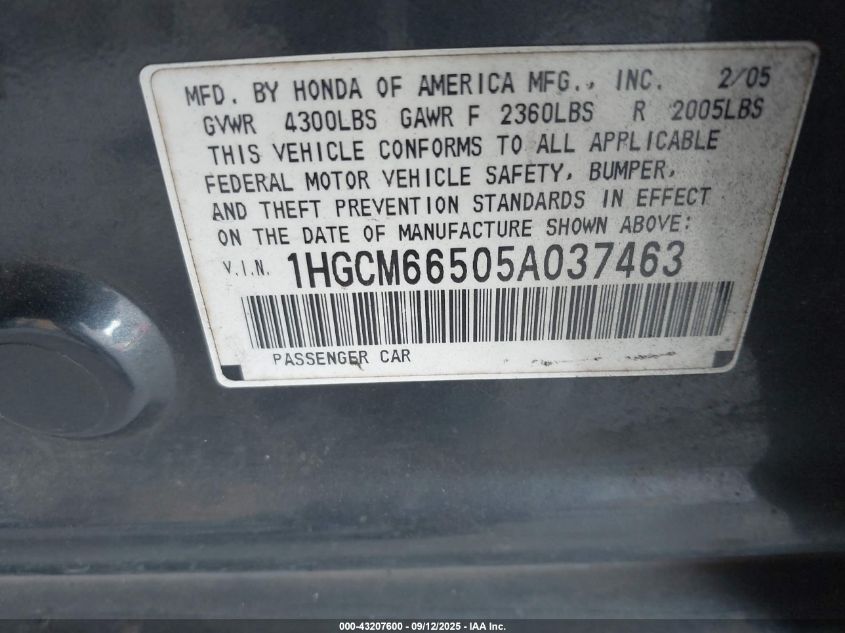 MFD. BY HONDA OF AMERICA MFG., INC. 2/05
GVWR 4300LBS GAWR F 2360LBS R 2005LBS
THIS VEHICLE CONFORMS TO ALL APPLICABLE
FEDERAL MOTOR VEHICLE SAFETY, BUMPER,
AND THEFT PREVENTION STANDARDS IN EFFECT
ON THE DATE OF MANUFACTURE SHOWN ABOVE:
V.I.N. 1HGCM66505A037463
PASSENGER CAR
000-43207600 - 09/12/2025 - IAA Inc.